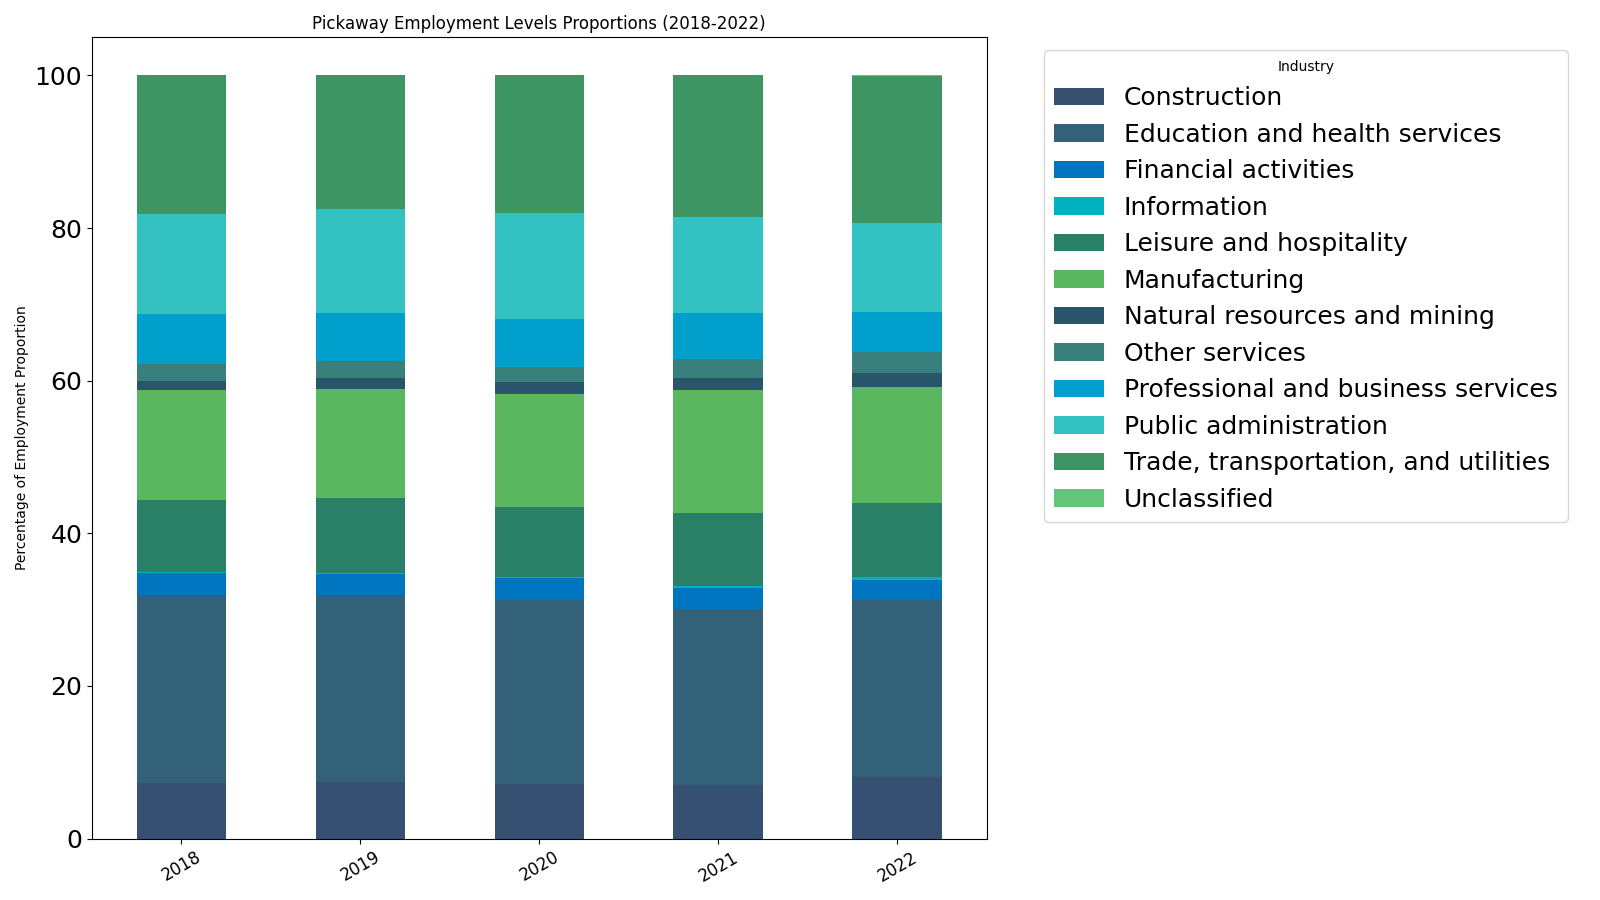 Pickaway Employment Levels Proportions (2018-2022)
Percentage of Employment Proportion
100
80
60
40
20
0
2018
2019
2020
2021
2022
Industry
Construction
Education and health services
Financial activities
Information
Leisure and hospitality
Manufacturing
Natural resources and mining
Other services
Professional and business services
Public administration
Trade, transportation, and utilities
Unclassified